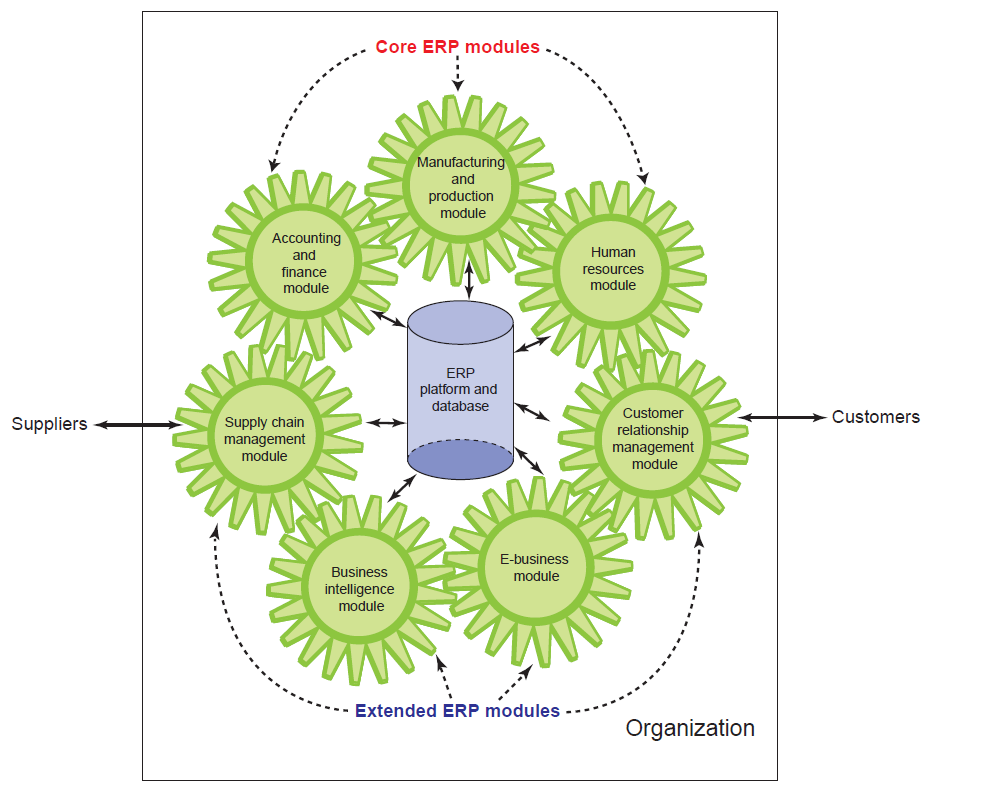 Core ERP modules
Manufacturing
and
production
module
Accounting
and
finance
module
Human
resources
module
ERP
platform and
database
Suppliers
Supply chain
management
module
Customer
relationship
management
module
Customers
Business
intelligence
module
E-business
module
Extended ERP modules
Organization